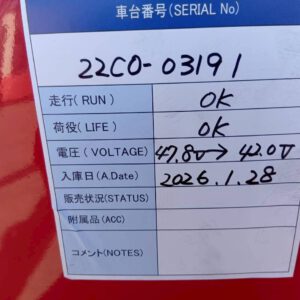 車台番号(SERIAL No)
22C0-03191
走行( RUN ) OK
荷役( LIFE ) OK
電圧( VOLTAGE) 47.8V→42.0V
入庫日(A.Date) 2026.1.28
販売状況(STATUS)
附属品(ACC)
コメント(NOTES)